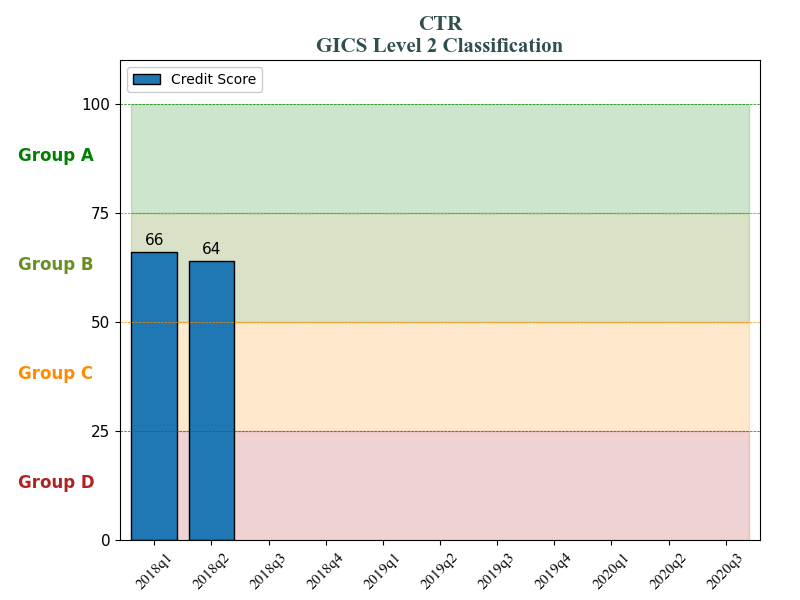 CTR
GICS Level 2 Classification
Credit Score
100
Group A
75
66
64
Group B
50
Group C
25
Group D
0
2018q1 2018q2 2018q3 2018q4 2019q1 2019q2 2019q3 2019q4 2020q1 2020q2 2020q3